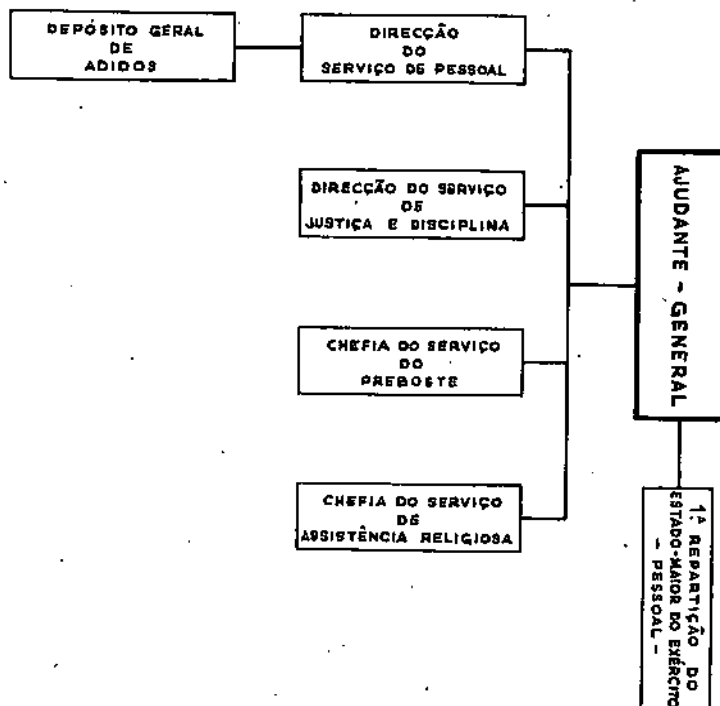 DEPÓSITO GERAL
DE
ADIDOS
DIRECÇÃO
DO
SERVIÇO DE PESSOAL
DIRECÇÃO DO SERVIÇO
DE
JUSTIÇA E DISCIPLINA
CHEFIA DO SERVIÇO
DO
PREBOSTE
CHEFIA DO SERVIÇO
DE
ASSISTÊNCIA RELIGIOSA
AJUDANTE - GENERAL
1ª REPARTIÇÃO DO
ESTADO-MAIOR DO EXÉRCITO
- PESSOAL -